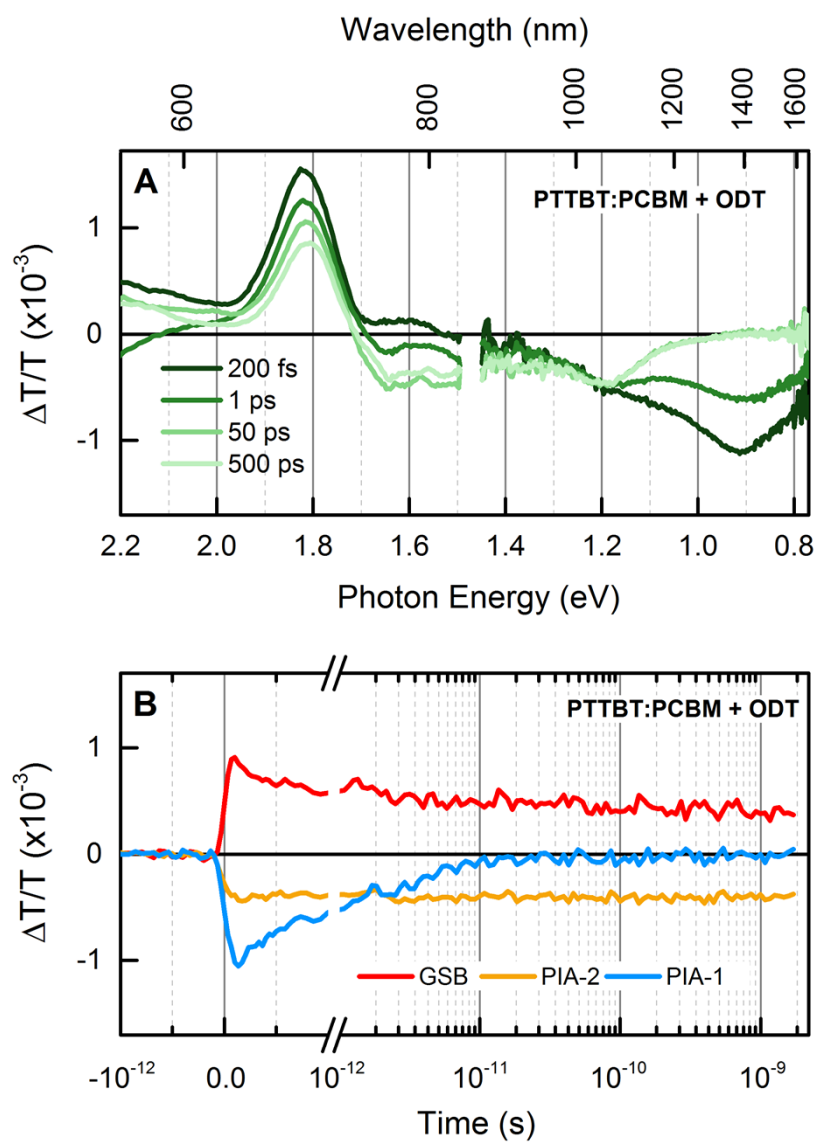 Wavelength (nm)
600 800 1000 1200 1400 1600
A
PTTBT:PCBM + ODT
1
0
-1
ΔT/T (x10⁻³)
200 fs
1 ps
50 ps
500 ps
2.2 2.0 1.8 1.6 1.4 1.2 1.0 0.8
Photon Energy (eV)
B
PTTBT:PCBM + ODT
1
0
-1
ΔT/T (x10⁻³)
GSB PIA-2 PIA-1
-10⁻¹² 0.0 10⁻¹² 10⁻¹¹ 10⁻¹⁰ 10⁻⁹
Time (s)